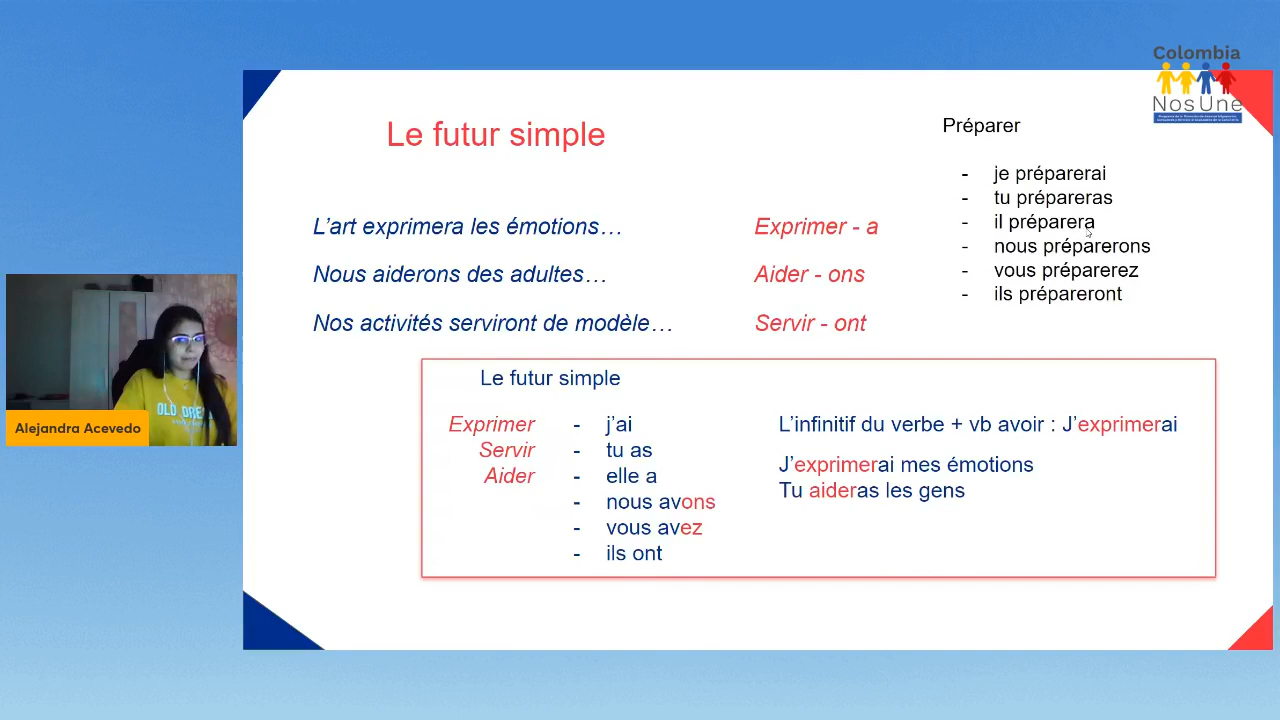 Colombia
NosUne
Le futur simple
Préparer
- je préparerai
- tu prépareras
- il préparera
- nous préparerons
- vous préparerez
- ils prépareront
L'art exprimera les émotions…
Exprimer - a
Nous aiderons des adultes…
Aider - ons
Nos activités serviront de modèle…
Servir - ont
Le futur simple
Exprimer - j'ai
Servir - tu as
Aider - elle a
- nous avons
- vous avez
- ils ont
L'infinitif du verbe + vb avoir : J'exprimerai
J'exprimerai mes émotions
Tu aideras les gens
Alejandra Acevedo